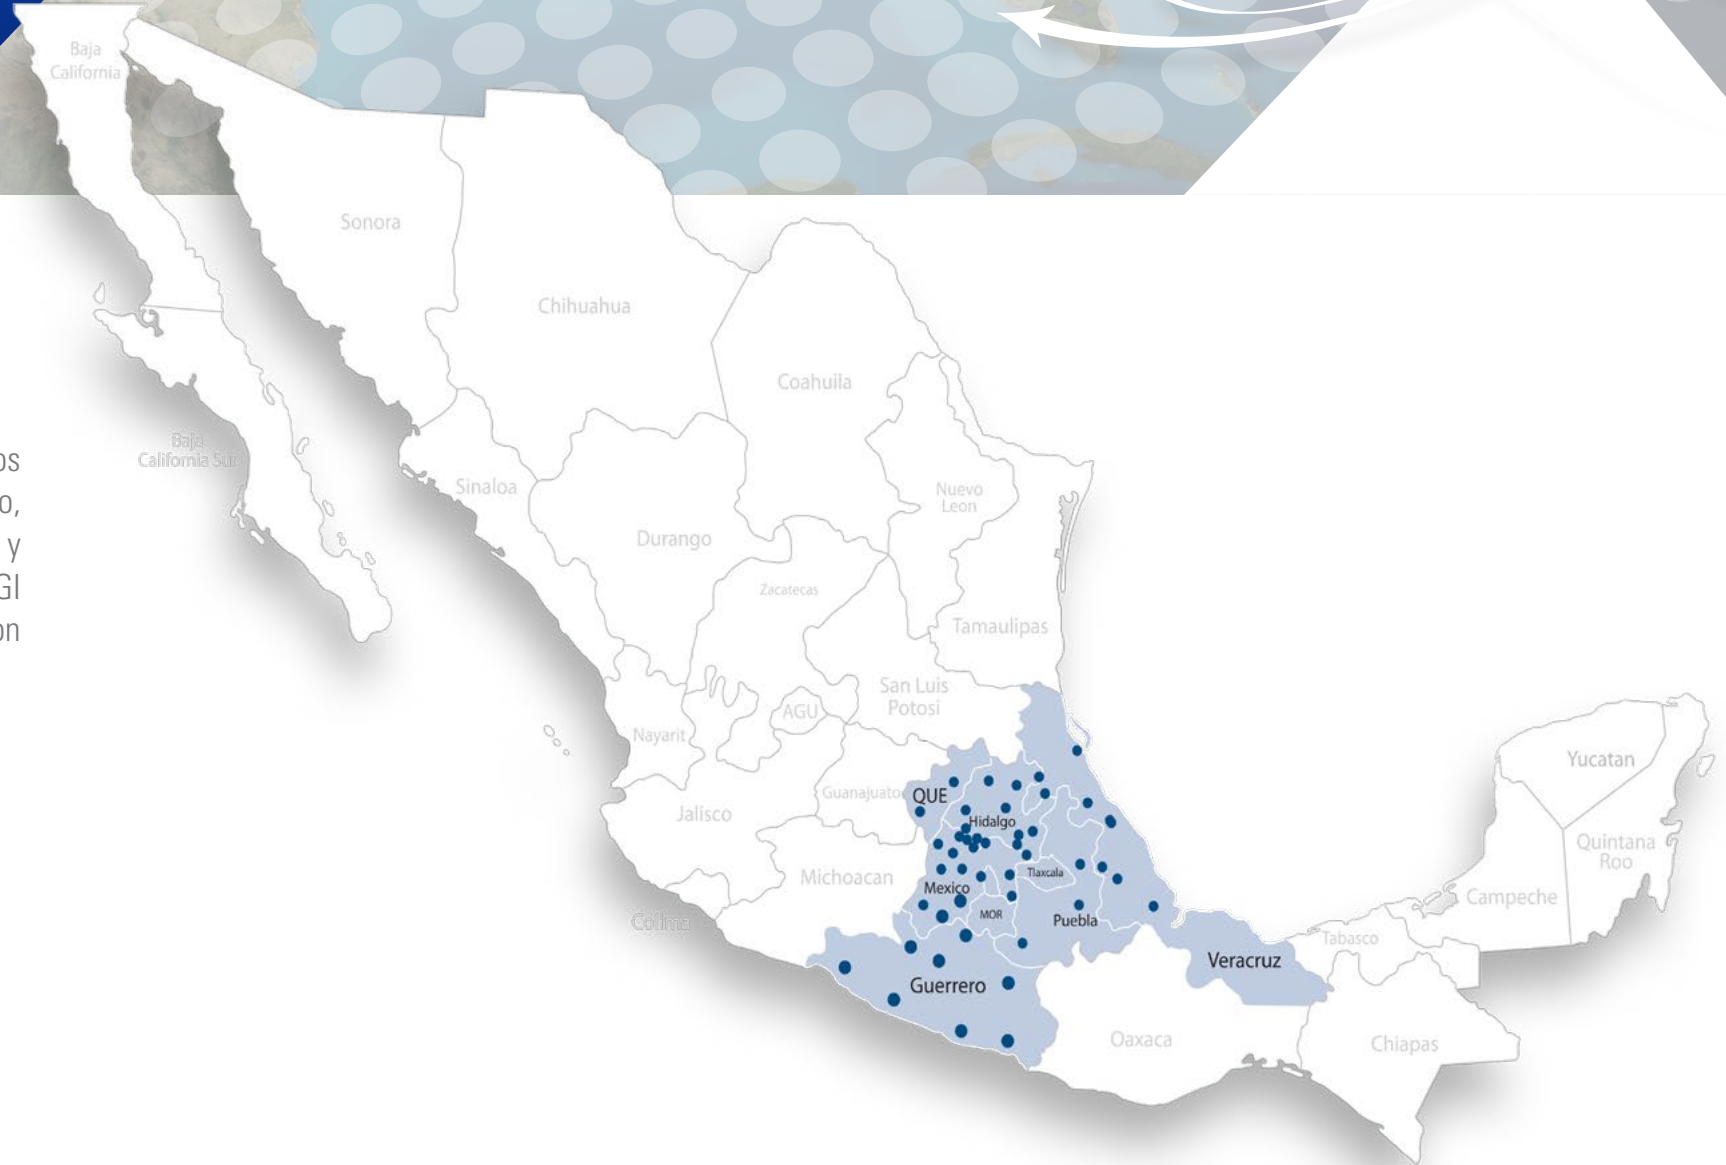 Baja
California
Sonora
Chihuahua
Coahuila
Baja
California Sur
os
o,
y
GI
on
Sinaloa
Nuevo
Leon
Durango
Zacatecas
Tamaulipas
San Luis
Potosi
AGU
Nayarit
Guanajuato
QUE
Jalisco
Hidalgo
Yucatan
Quintana
Roo
Michoacan
Mexico
Tlaxcala
Campeche
Colima
MOR
Puebla
Tabasco
Veracruz
Guerrero
Oaxaca
Chiapas